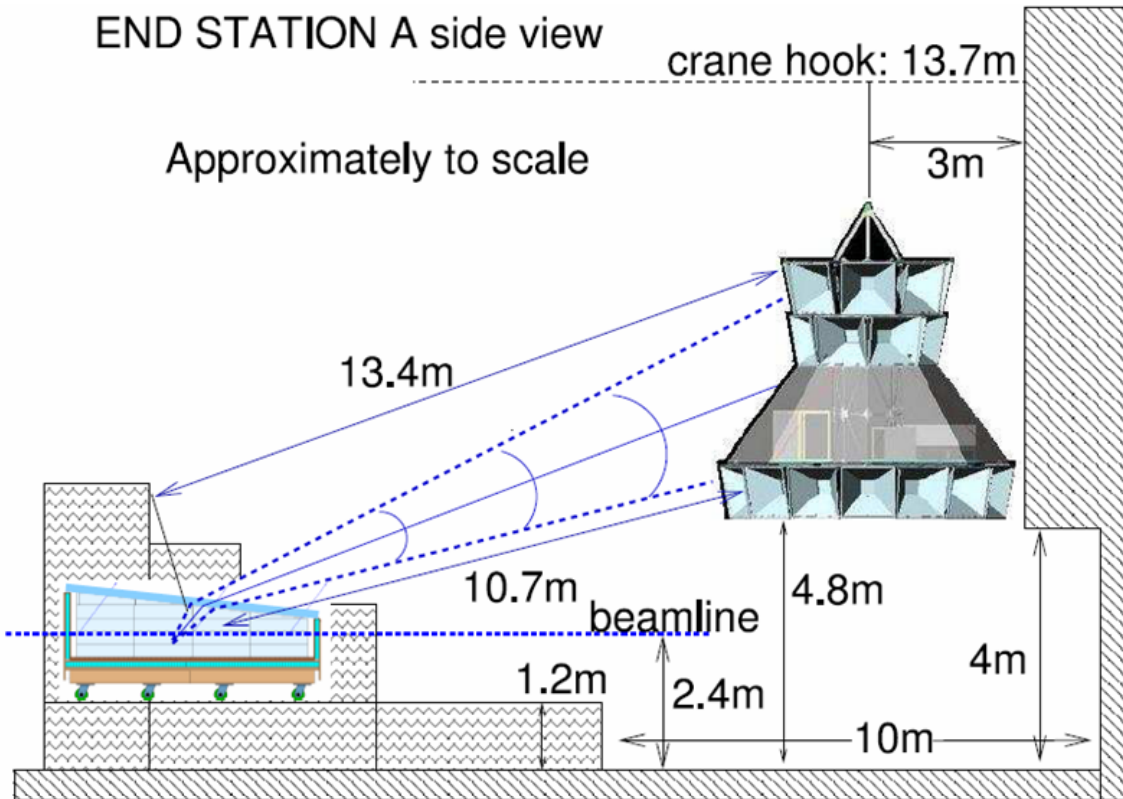 END STATION A side view
crane hook: 13.7m
Approximately to scale
3m
13.4m
10.7m
beamline
4.8m
1.2m
2.4m
4m
10m